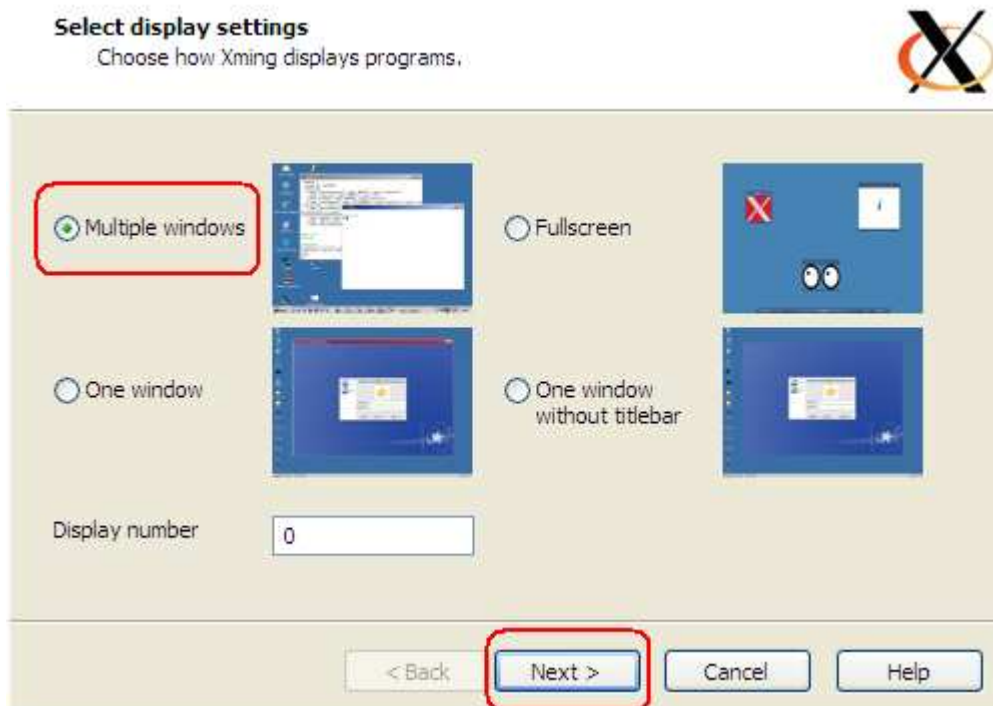 Select display settings
Choose how Xming displays programs.
Multiple windows
Fullscreen
One window
One window
without titlebar
Display number
0
< Back
Next >
Cancel
Help